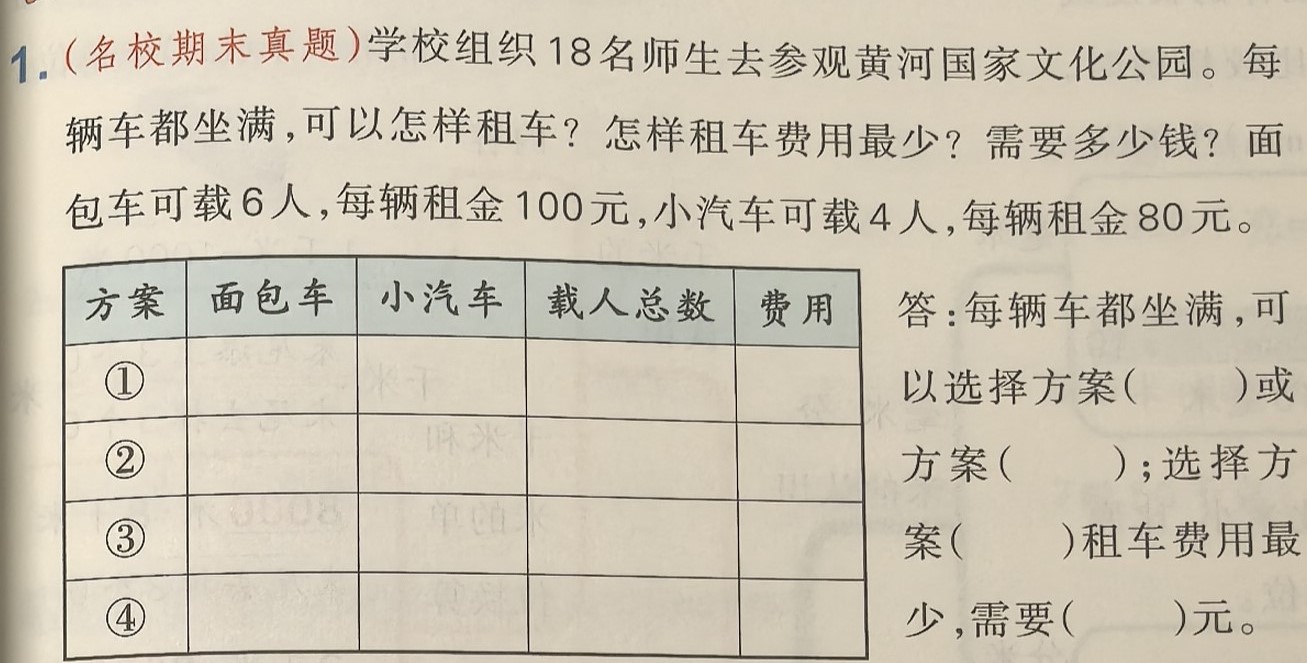 1.(名校期末真题)学校组织18名师生去参观黄河国家文化公园。每
辆车都坐满,可以怎样租车?怎样租车费用最少?需要多少钱?面
包车可载6人,每辆租金100元,小汽车可载4人,每辆租金80元。
方案 面包车 小汽车 载人总数 费用
①
②
③
④
答:每辆车都坐满,可
以选择方案( )或
方案( );选择方
案( )租车费用最
少,需要( )元。